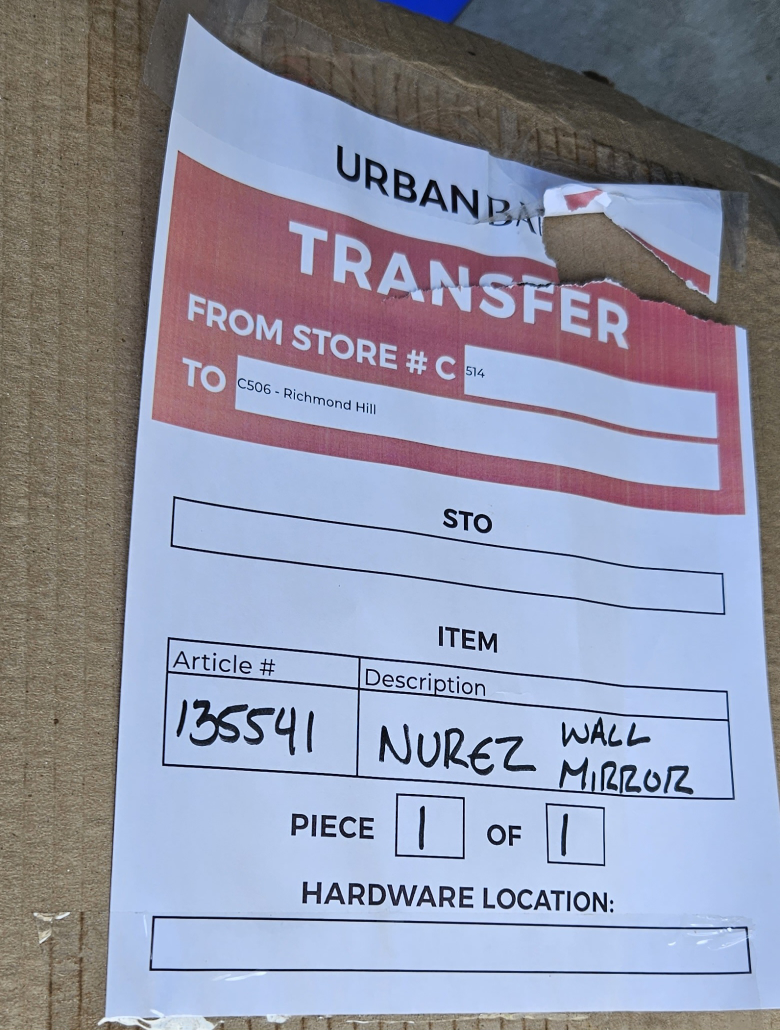 URBAN
TRANSFER
FROM STORE # C 514
TO C506 - Richmond Hill
STO
ITEM
Article # Description
135541 NUREZ WALL
MIRROR
PIECE 1 OF 1
HARDWARE LOCATION: